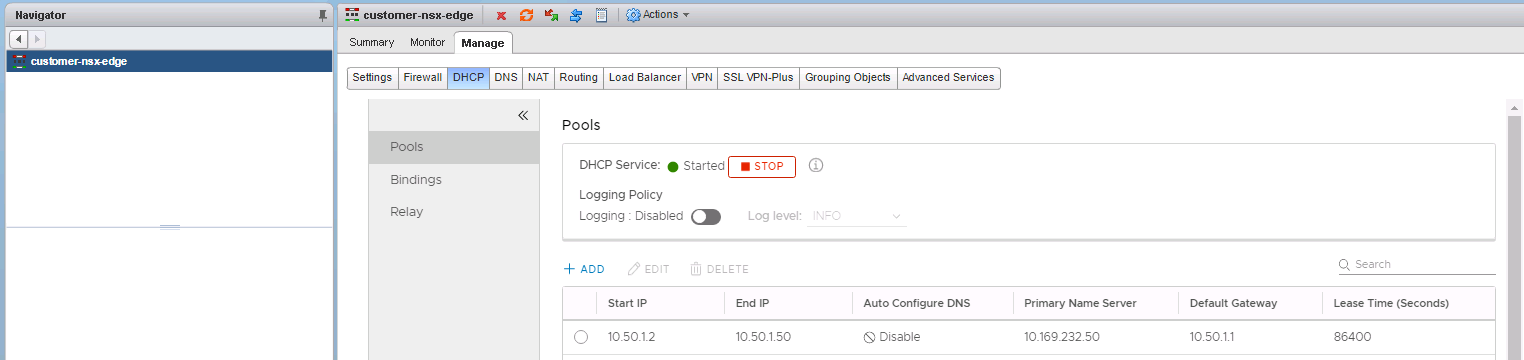 Navigator
customer-nsx-edge
customer-nsx-edge Actions
Summary Monitor Manage
Settings Firewall DHCP DNS NAT Routing Load Balancer VPN SSL VPN-Plus Grouping Objects Advanced Services
Pools
Bindings
Relay
Pools
DHCP Service: Started STOP
Logging Policy
Logging : Disabled Log level: INFO
ADD EDIT DELETE Search
Start IP End IP Auto Configure DNS Primary Name Server Default Gateway Lease Time (Seconds)
10.50.1.2 10.50.1.50 Disable 10.169.232.50 10.50.1.1 86400